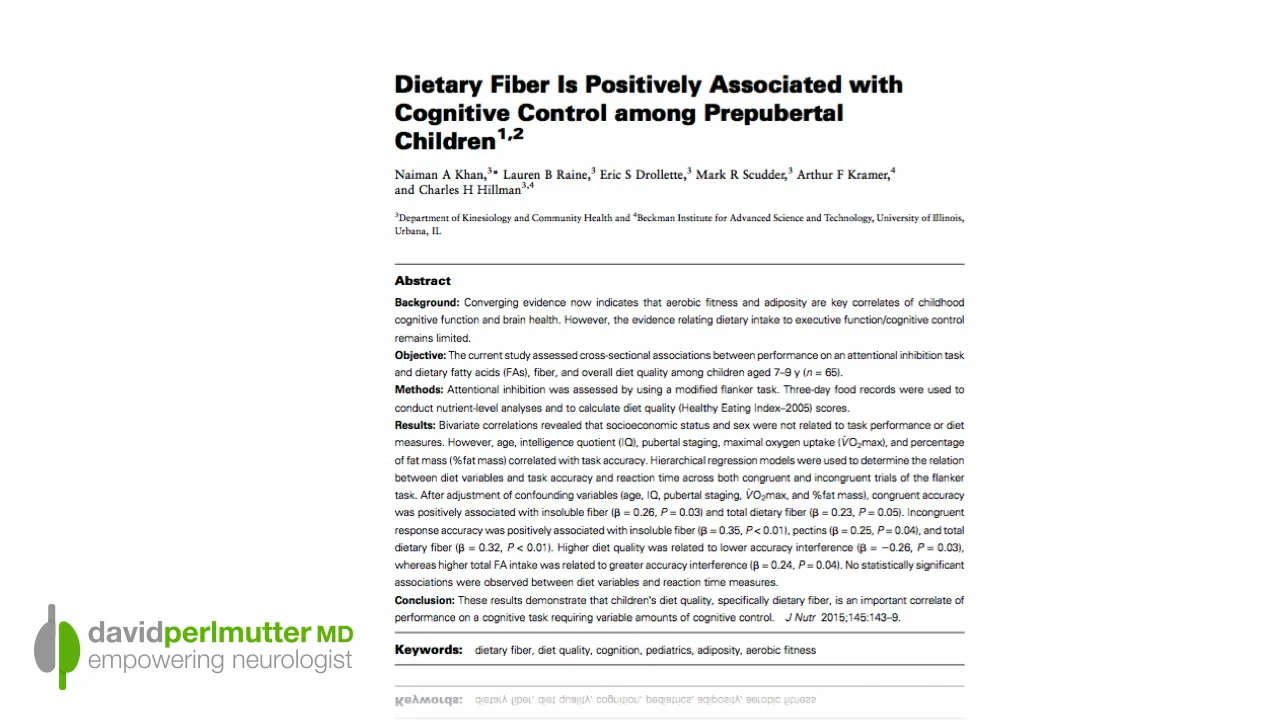 Dietary Fiber Is Positively Associated with
Cognitive Control among Prepubertal
Children1,2
Naiman A Khan,3* Lauren B Raine,3 Eric S Drollette,3 Mark R Scudder,3 Arthur F Kramer,4
and Charles H Hillman3,4
3Department of Kinesiology and Community Health and 4Beckman Institute for Advanced Science and Technology, University of Illinois,
Urbana, IL
Abstract
Background: Converging evidence now indicates that aerobic fitness and adiposity are key correlates of childhood
cognitive function and brain health. However, the evidence relating dietary intake to executive function/cognitive control
remains limited.
Objective: The current study assessed cross-sectional associations between performance on an attentional inhibition task
and dietary fatty acids (FAs), fiber, and overall diet quality among children aged 7–9 y (n = 65).
Methods: Attentional inhibition was assessed by using a modified flanker task. Three-day food records were used to
conduct nutrient-level analyses and to calculate diet quality (Healthy Eating Index–2005) scores.
Results: Bivariate correlations revealed that socioeconomic status and sex were not related to task performance or diet
measures. However, age, intelligence quotient (IQ), pubertal staging, maximal oxygen uptake (V̇O2max), and percentage
of fat mass (%fat mass) correlated with task accuracy. Hierarchical regression models were used to determine the relation
between diet variables and task accuracy and reaction time across both congruent and incongruent trials of the flanker
task. After adjustment of confounding variables (age, IQ, pubertal staging, V̇O2max, and %fat mass), congruent accuracy
was positively associated with insoluble fiber (β = 0.26, P = 0.03) and total dietary fiber (β = 0.23, P = 0.05). Incongruent
response accuracy was positively associated with insoluble fiber (β = 0.35, P < 0.01), pectins (β = 0.25, P = 0.04), and total
dietary fiber (β = 0.32, P < 0.01). Higher diet quality was related to lower accuracy interference (β = −0.26, P = 0.03),
whereas higher total FA intake was related to greater accuracy interference (β = 0.24, P = 0.04). No statistically significant
associations were observed between diet variables and reaction time measures.
Conclusion: These results demonstrate that children's diet quality, specifically dietary fiber, is an important correlate of
performance on a cognitive task requiring variable amounts of cognitive control. J Nutr 2015;145:143–9.
Keywords: dietary fiber, diet quality, cognition, pediatrics, adiposity, aerobic fitness
Keywords: dietary fiber, diet quality, cognition, pediatrics, adiposity, aerobic fitness
davidperlmutter MD
empowering neurologist